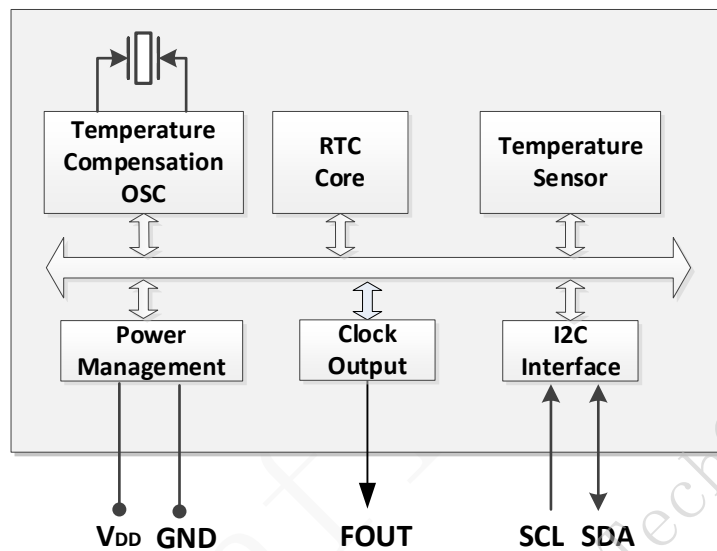 Temperature
Compensation
OSC
RTC
Core
Temperature
Sensor
Power
Management
Clock
Output
I2C
Interface
VDD GND
FOUT
SCL SDA